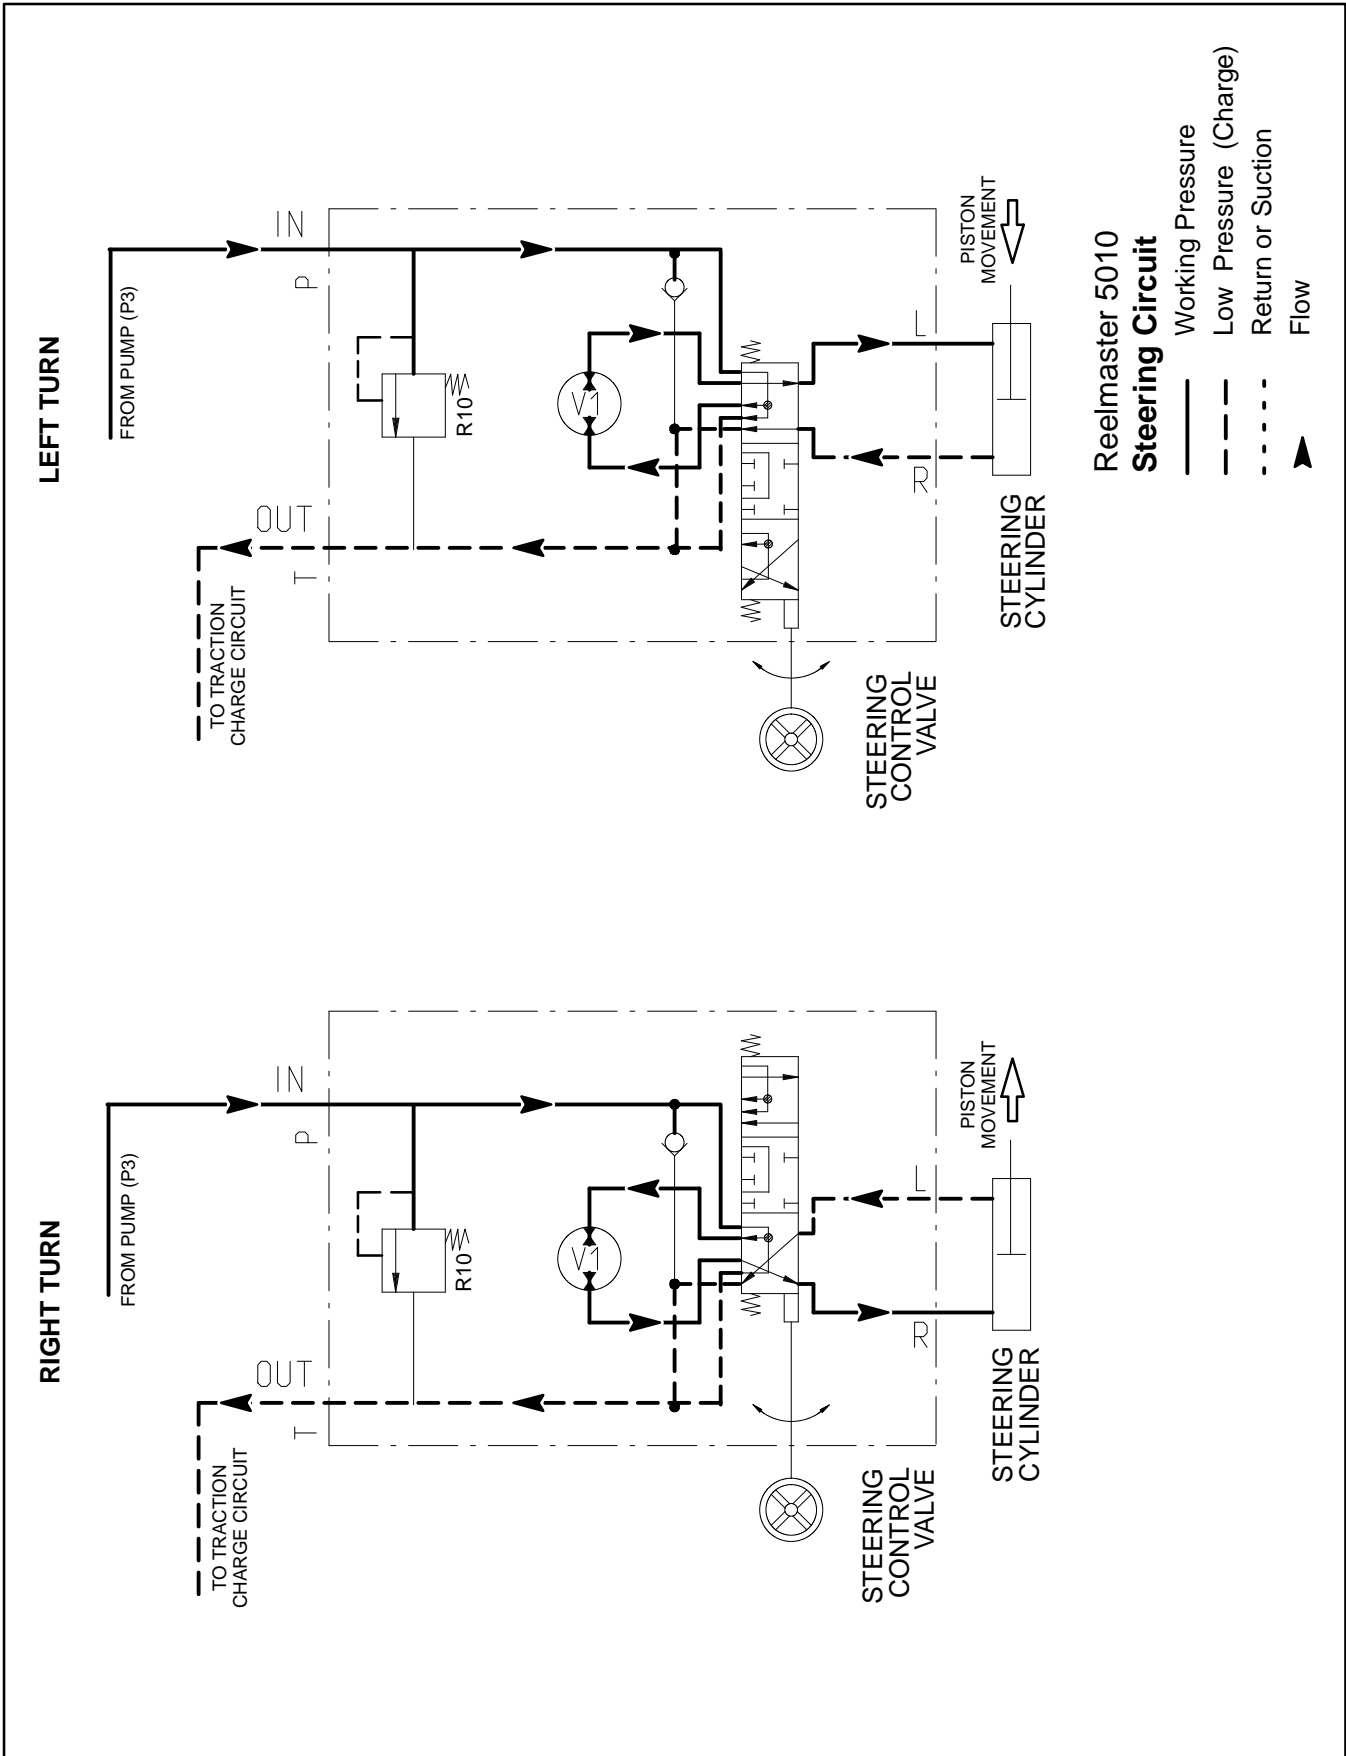 RIGHT TURN
FROM PUMP (P3)
TO TRACTION
CHARGE CIRCUIT
IN
P
OUT
T
R10
V1
STEERING
CONTROL
VALVE
R
L
PISTON
MOVEMENT
STEERING
CYLINDER
LEFT TURN
FROM PUMP (P3)
TO TRACTION
CHARGE CIRCUIT
IN
P
OUT
T
R10
V1
STEERING
CONTROL
VALVE
R
L
PISTON
MOVEMENT
STEERING
CYLINDER
Reelmaster 5010
Steering Circuit
Working Pressure
Low Pressure (Charge)
Return or Suction
Flow